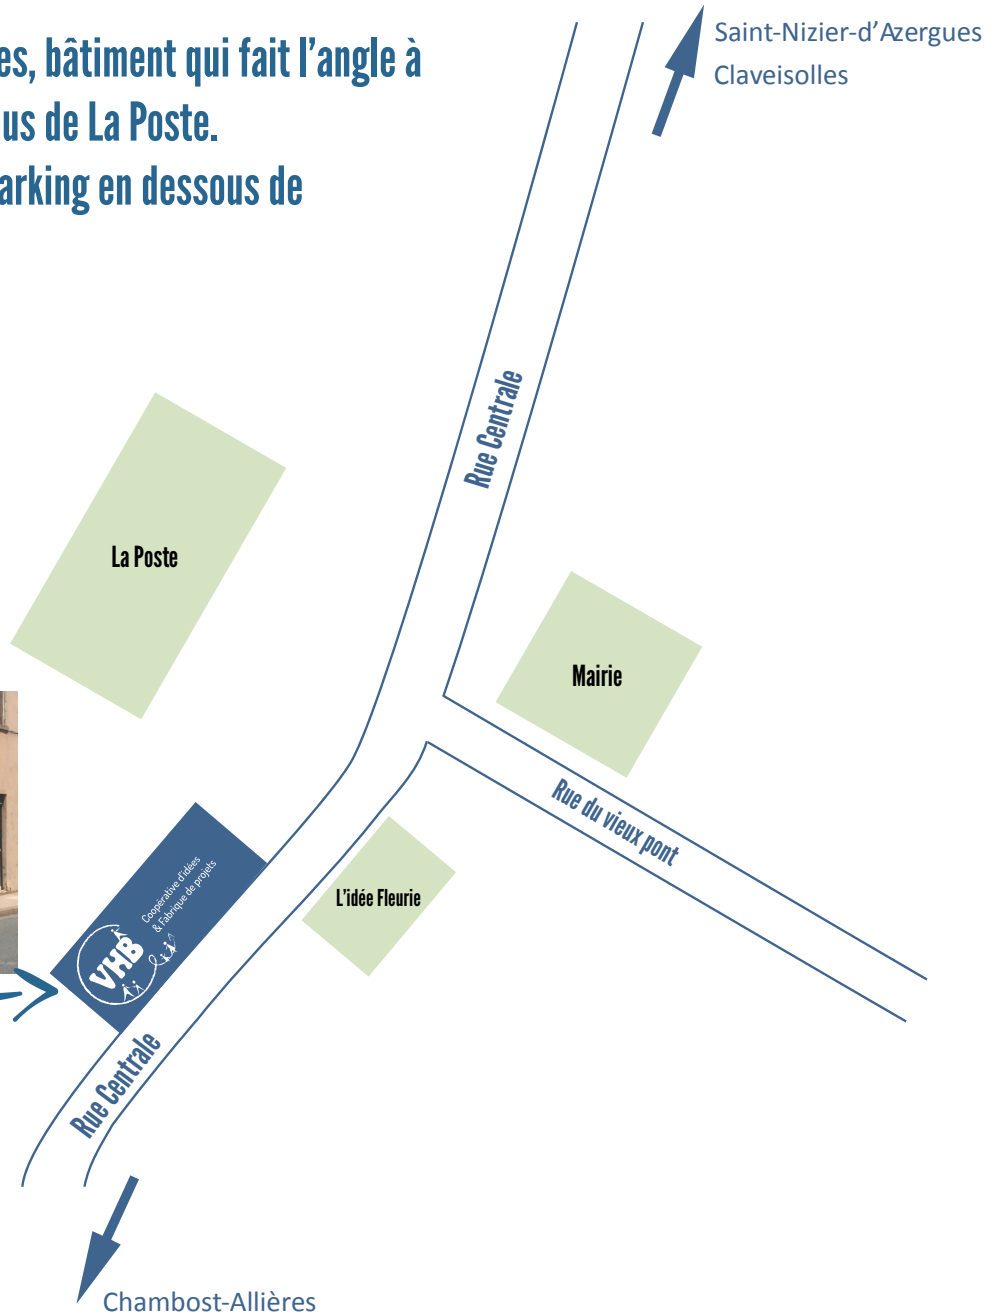 es, bâtiment qui fait l'angle à
us de La Poste.
arking en dessous de
Saint-Nizier-d'Azergues
Claveisolles
Rue Centrale
La Poste
Mairie
Rue du vieux pont
L'idée Fleurie
VHB
Coopérative d'idées
& Fabrique de projets
Rue Centrale
Chambost-Allières